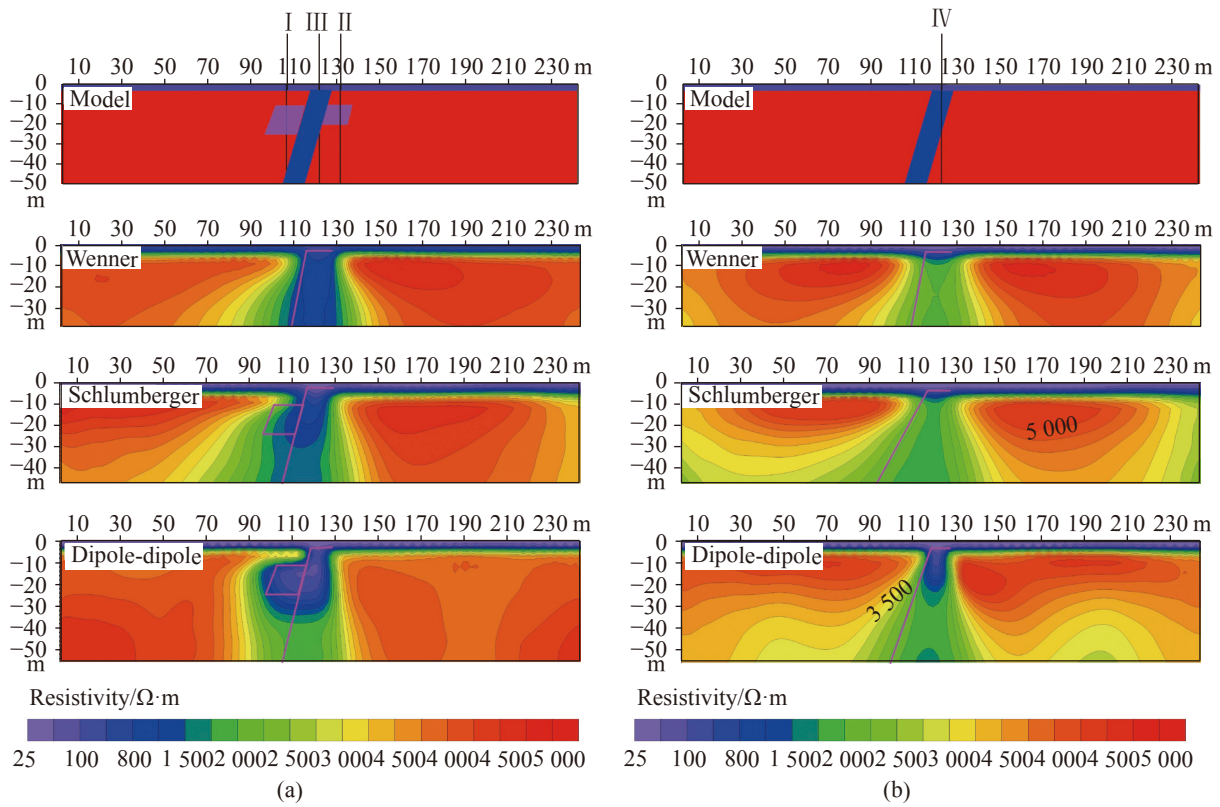 I III II
10 30 50 70 90 110 130 150 170 190 210 230 m
0
Model
−10
−20
−30
−40
−50
m
10 30 50 70 90 110 130 150 170 190 210 230 m
0
Wenner
−10
−20
−30
m
10 30 50 70 90 110 130 150 170 190 210 230 m
0
Schlumberger
−10
−20
−30
−40
m
10 30 50 70 90 110 130 150 170 190 210 230 m
0
Dipole-dipole
−10
−20
−30
−40
−50
m
Resistivity/Ω·m
25 100 800 1 5002 0002 5003 0003 5004 0004 5005 000
(a)
IV
10 30 50 70 90 110 130 150 170 190 210 230 m
0
Model
−10
−20
−30
−40
−50
m
10 30 50 70 90 110 130 150 170 190 210 230 m
0
Wenner
−10
−20
−30
m
10 30 50 70 90 110 130 150 170 190 210 230 m
0
Schlumberger
−10
−20
5 000
−30
−40
m
10 30 50 70 90 110 130 150 170 190 210 230 m
0
Dipole-dipole
−10
−20
3 500
−30
−40
−50
m
Resistivity/Ω·m
25 100 800 1 5002 0002 5003 0004 5004 0004 5005 000
(b)